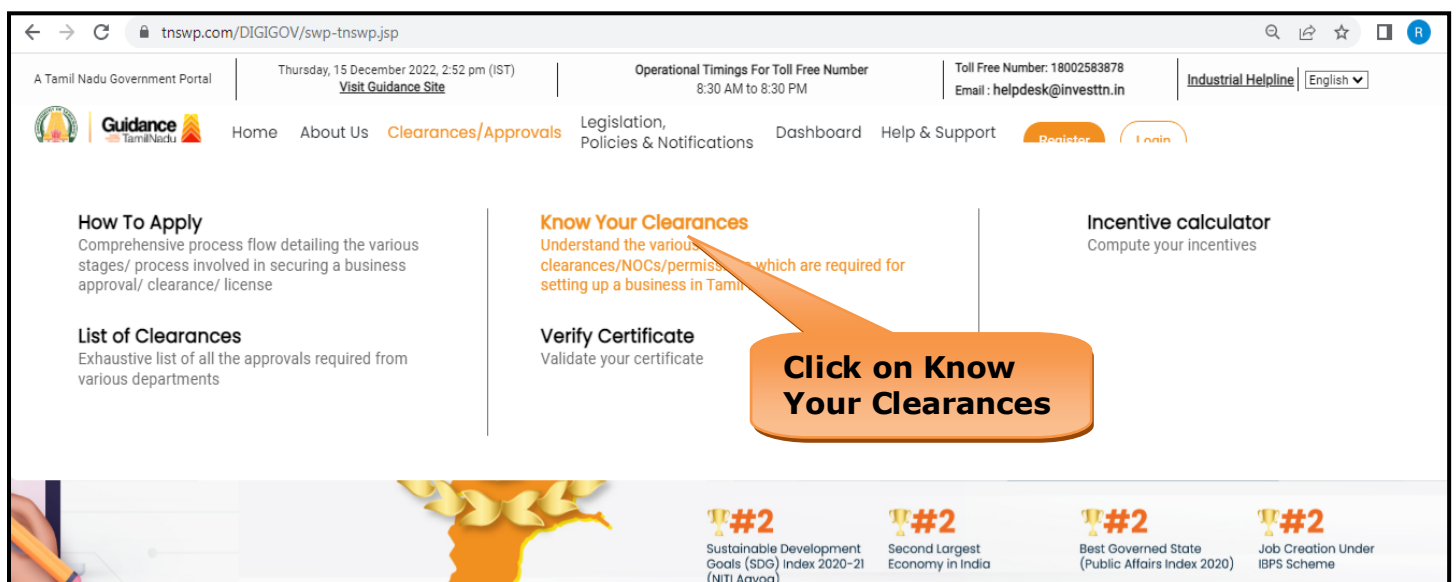 tnswp.com/DIGIGOV/swp-tnswp.jsp
R
A Tamil Nadu Government Portal
Thursday, 15 December 2022, 2:52 pm (IST)
Visit Guidance Site
Operational Timings For Toll Free Number
8:30 AM to 8:30 PM
Toll Free Number: 18002583878
Email : helpdesk@investtn.in
Industrial Helpline
English
Guidance
TamilNadu
Home
About Us
Clearances/Approvals
Legislation,
Policies & Notifications
Dashboard
Help & Support
Register
Login
How To Apply
Comprehensive process flow detailing the various
stages/ process involved in securing a business
approval/ clearance/ license
List of Clearances
Exhaustive list of all the approvals required from
various departments
Know Your Clearances
Understand the various
clearances/NOCs/permiss which are required for
setting up a business in Tamil
Verify Certificate
Validate your certificate
Incentive calculator
Compute your incentives
Click on Know
Your Clearances
#2
Sustainable Development
Goals (SDG) Index 2020-21
(NITI Aayog)
#2
Second Largest
Economy in India
#2
Best Governed State
(Public Affairs Index 2020)
#2
Job Creation Under
IBPS Scheme